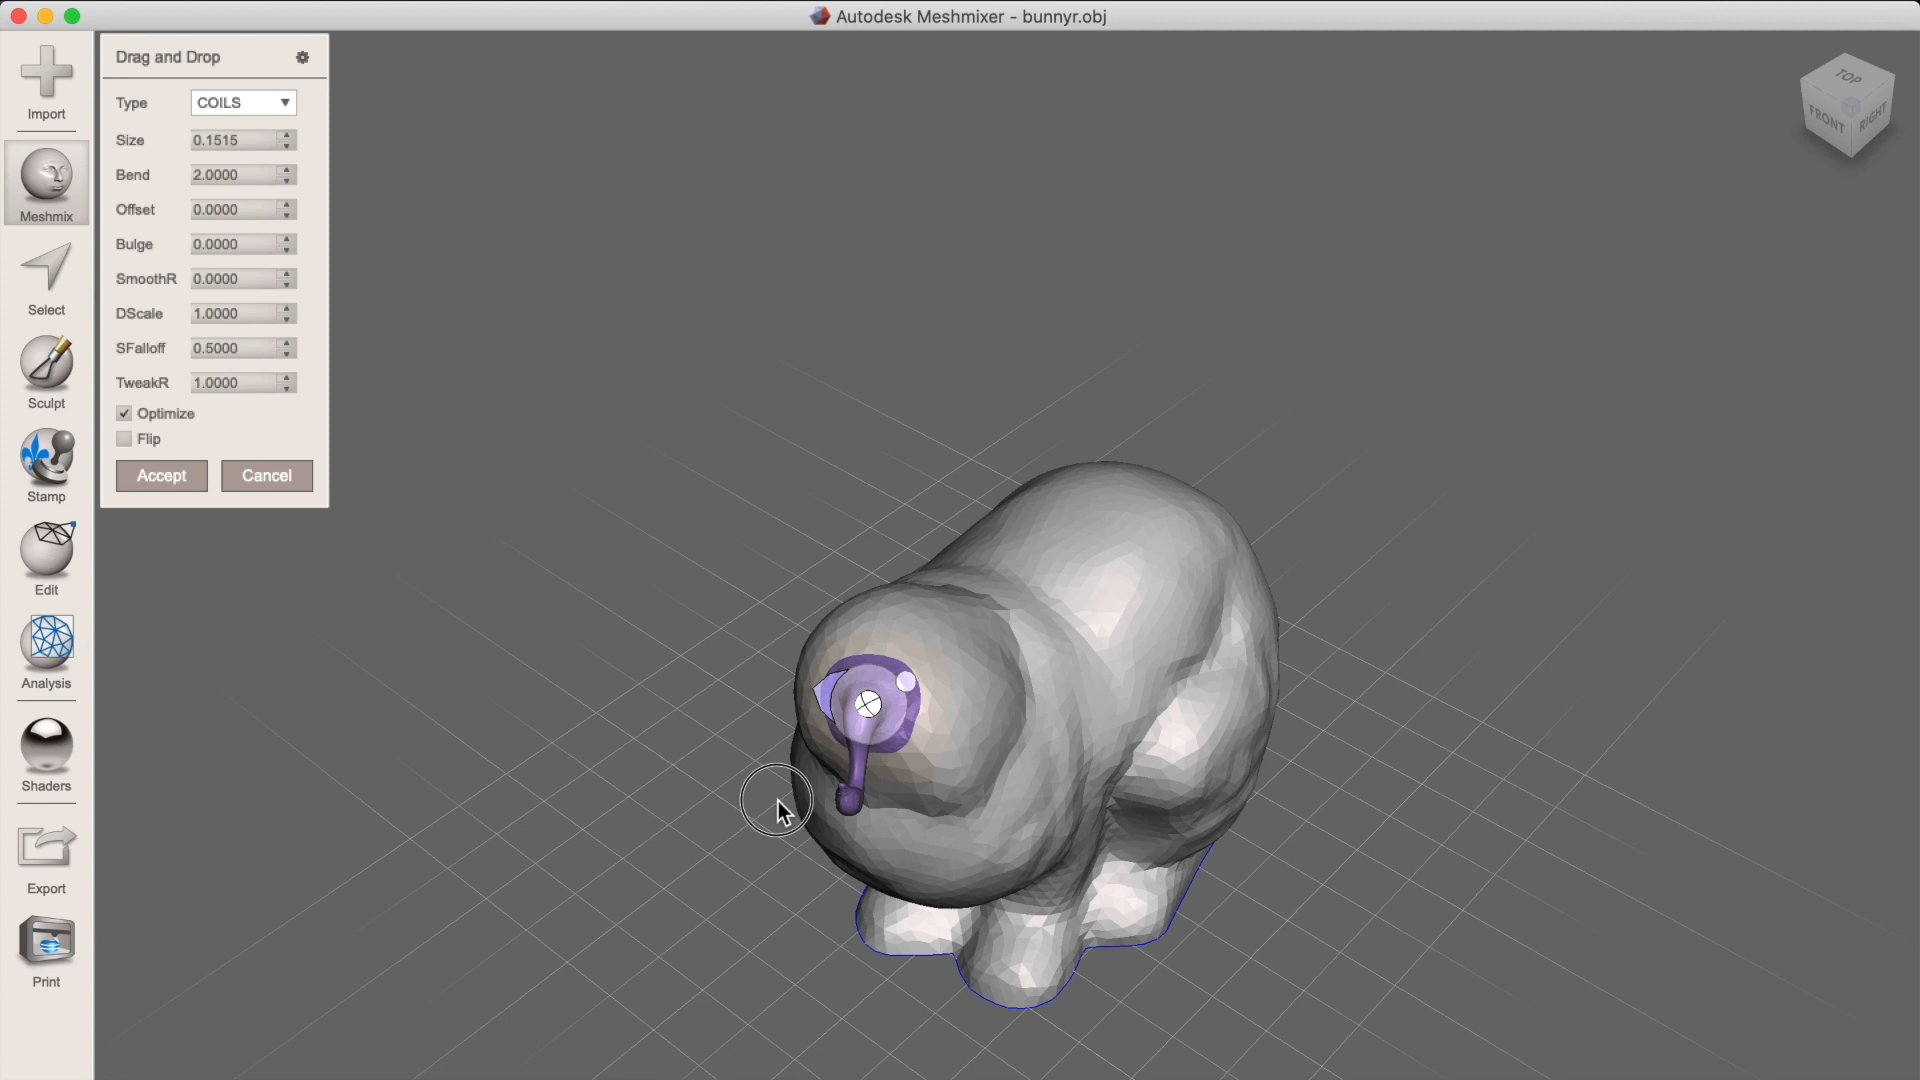 Autodesk Meshmixer - bunnyr.obj
Import
Meshmix
Select
Sculpt
Stamp
Edit
Analysis
Shaders
Export
Print
Drag and Drop
Type COILS
Size 0.1515
Bend 2.0000
Offset 0.0000
Bulge 0.0000
SmoothR 0.0000
DScale 1.0000
SFalloff 0.5000
TweakR 1.0000
Optimize
Flip
Accept Cancel
TOP
FRONT RIGHT